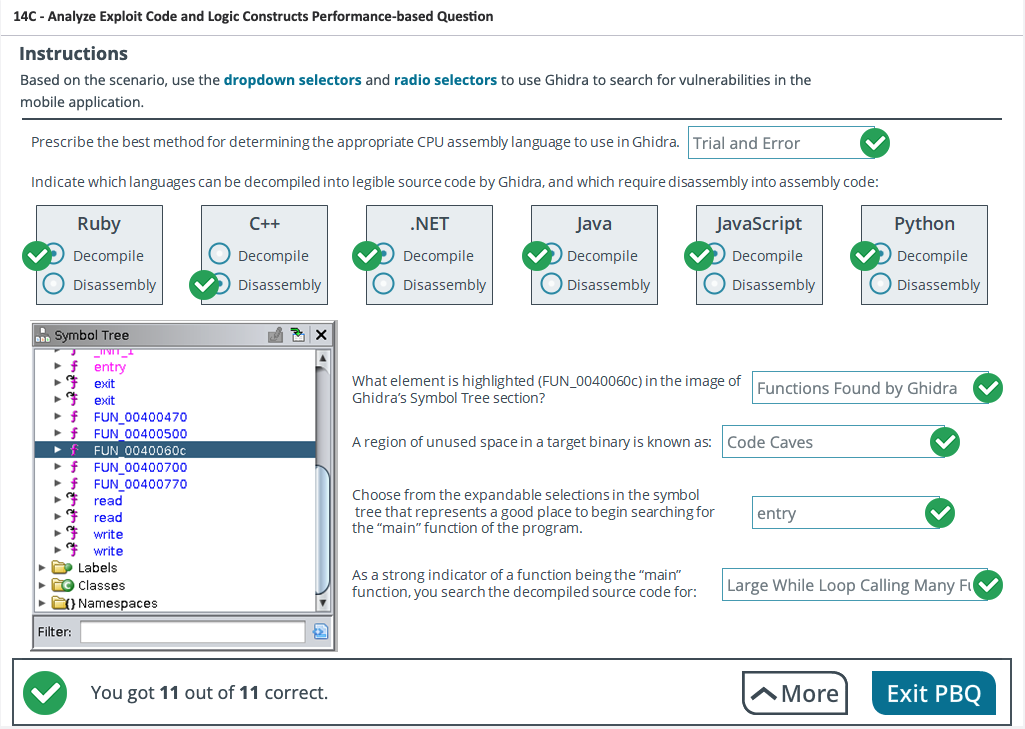 14C - Analyze Exploit Code and Logic Constructs Performance-based Question
Instructions
Based on the scenario, use the dropdown selectors and radio selectors to use Ghidra to search for vulnerabilities in the
mobile application.
Prescribe the best method for determining the appropriate CPU assembly language to use in Ghidra.
Trial and Error
Indicate which languages can be decompiled into legible source code by Ghidra, and which require disassembly into assembly code:
Ruby
Decompile
Disassembly
C++
Decompile
Disassembly
.NET
Decompile
Disassembly
Java
Decompile
Disassembly
JavaScript
Decompile
Disassembly
Python
Decompile
Disassembly
Symbol Tree
_INIT_1
entry
exit
exit
FUN_00400470
FUN_00400500
FUN_0040060c
FUN_00400700
FUN_00400770
read
read
write
write
Labels
Classes
Namespaces
Filter:
What element is highlighted (FUN_0040060c) in the image of
Ghidra's Symbol Tree section?
Functions Found by Ghidra
A region of unused space in a target binary is known as:
Code Caves
Choose from the expandable selections in the symbol
tree that represents a good place to begin searching for
the "main" function of the program.
entry
As a strong indicator of a function being the "main"
function, you search the decompiled source code for:
Large While Loop Calling Many Fu
You got 11 out of 11 correct.
More
Exit PBQ